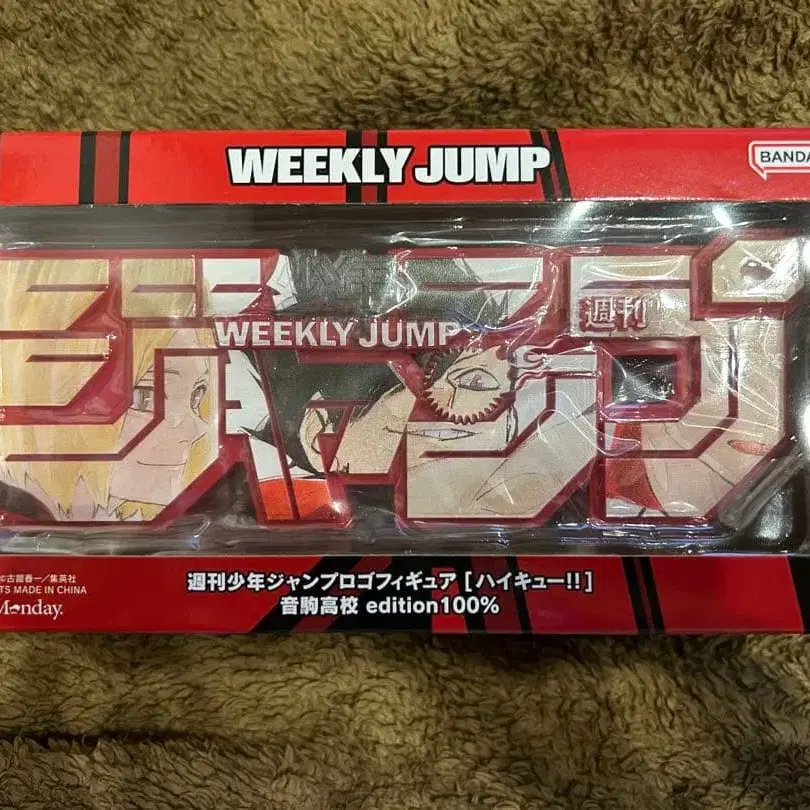 WEEKLY JUMP
BANDA
ジャンプ
週刊
WEEKLY JUMP
©古舘春一／集英社
TS MADE IN CHINA
Monday.
週刊少年ジャンプロゴフィギュア [ ハイキュー!! ]
音駒高校 edition100%